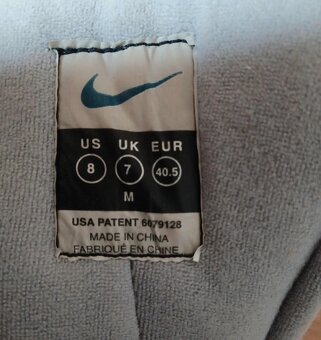 US UK EUR
8 7 40.5
M
USA PATENT 6079128
MADE IN CHINA
FABRIQUÉ EN CHINE